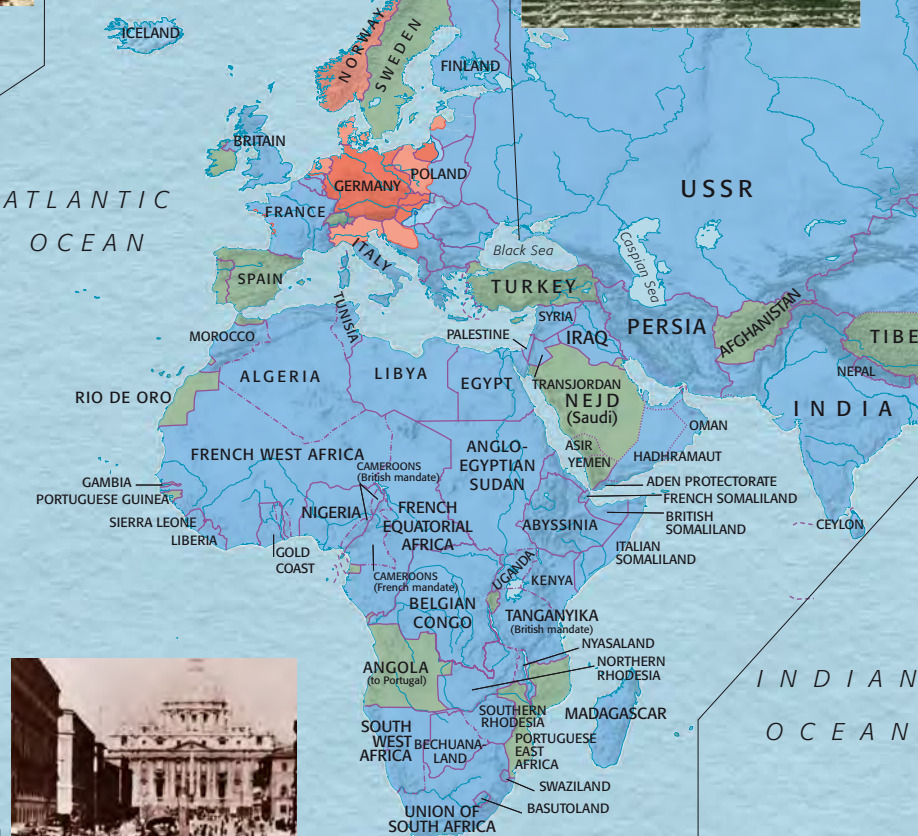 ICELAND
NORWAY
SWEDEN
FINLAND
BRITAIN
POLAND
GERMANY
USSR
ATLANTIC
OCEAN
FRANCE
ITALY
Black Sea
Caspian Sea
SPAIN
TURKEY
TUNISIA
SYRIA
PERSIA
AFGHANISTAN
MOROCCO
PALESTINE
IRAQ
TIBE
ALGERIA
LIBYA
EGYPT
TRANSJORDAN
NEPAL
RIO DE ORO
NEJD
(Saudi)
INDIA
OMAN
ASIR
YEMEN
HADHRAMAUT
FRENCH WEST AFRICA
ANGLO-
EGYPTIAN
SUDAN
CAMEROONS
(British mandate)
GAMBIA
PORTUGUESE GUINEA
ADEN PROTECTORATE
FRENCH SOMALILAND
SIERRA LEONE
NIGERIA
FRENCH
EQUATORIAL
AFRICA
ABYSSINIA
BRITISH
SOMALILAND
CEYLON
LIBERIA
GOLD
COAST
ITALIAN
SOMALILAND
CAMEROONS
(French mandate)
UGANDA
KENYA
BELGIAN
CONGO
TANGANYIKA
(British mandate)
NYASALAND
NORTHERN
RHODESIA
ANGOLA
(to Portugal)
INDIAN
OCEAN
SOUTHERN
RHODESIA
MADAGASCAR
SOUTH
WEST
AFRICA
BECHUANA-
LAND
PORTUGUESE
EAST
AFRICA
SWAZILAND
BASUTOLAND
UNION OF
SOUTH AFRICA